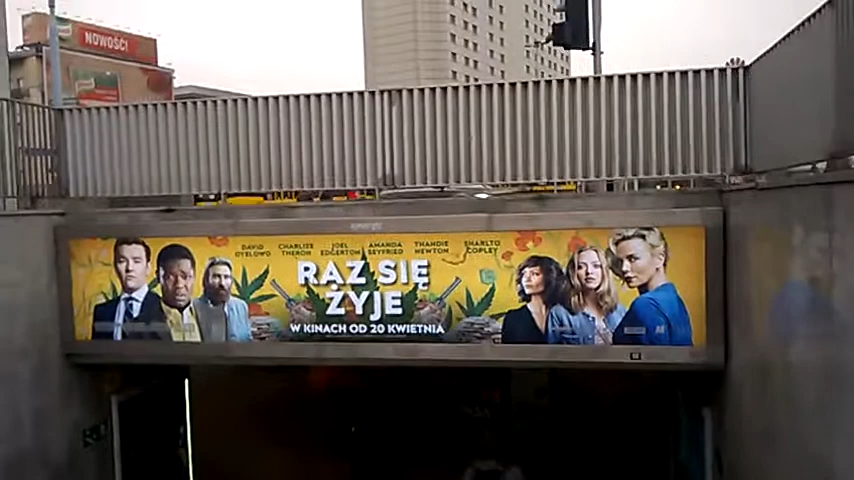 NOWOŚCI
DAVID OYELOWO
CHARLIZE THERON
JOEL EDGERTON
AMANDA SEYFRIED
THANDIE NEWTON
SHARLTO COPLEY
RAZ SIĘ
ŻYJE
W KINACH OD 20 KWIETNIA